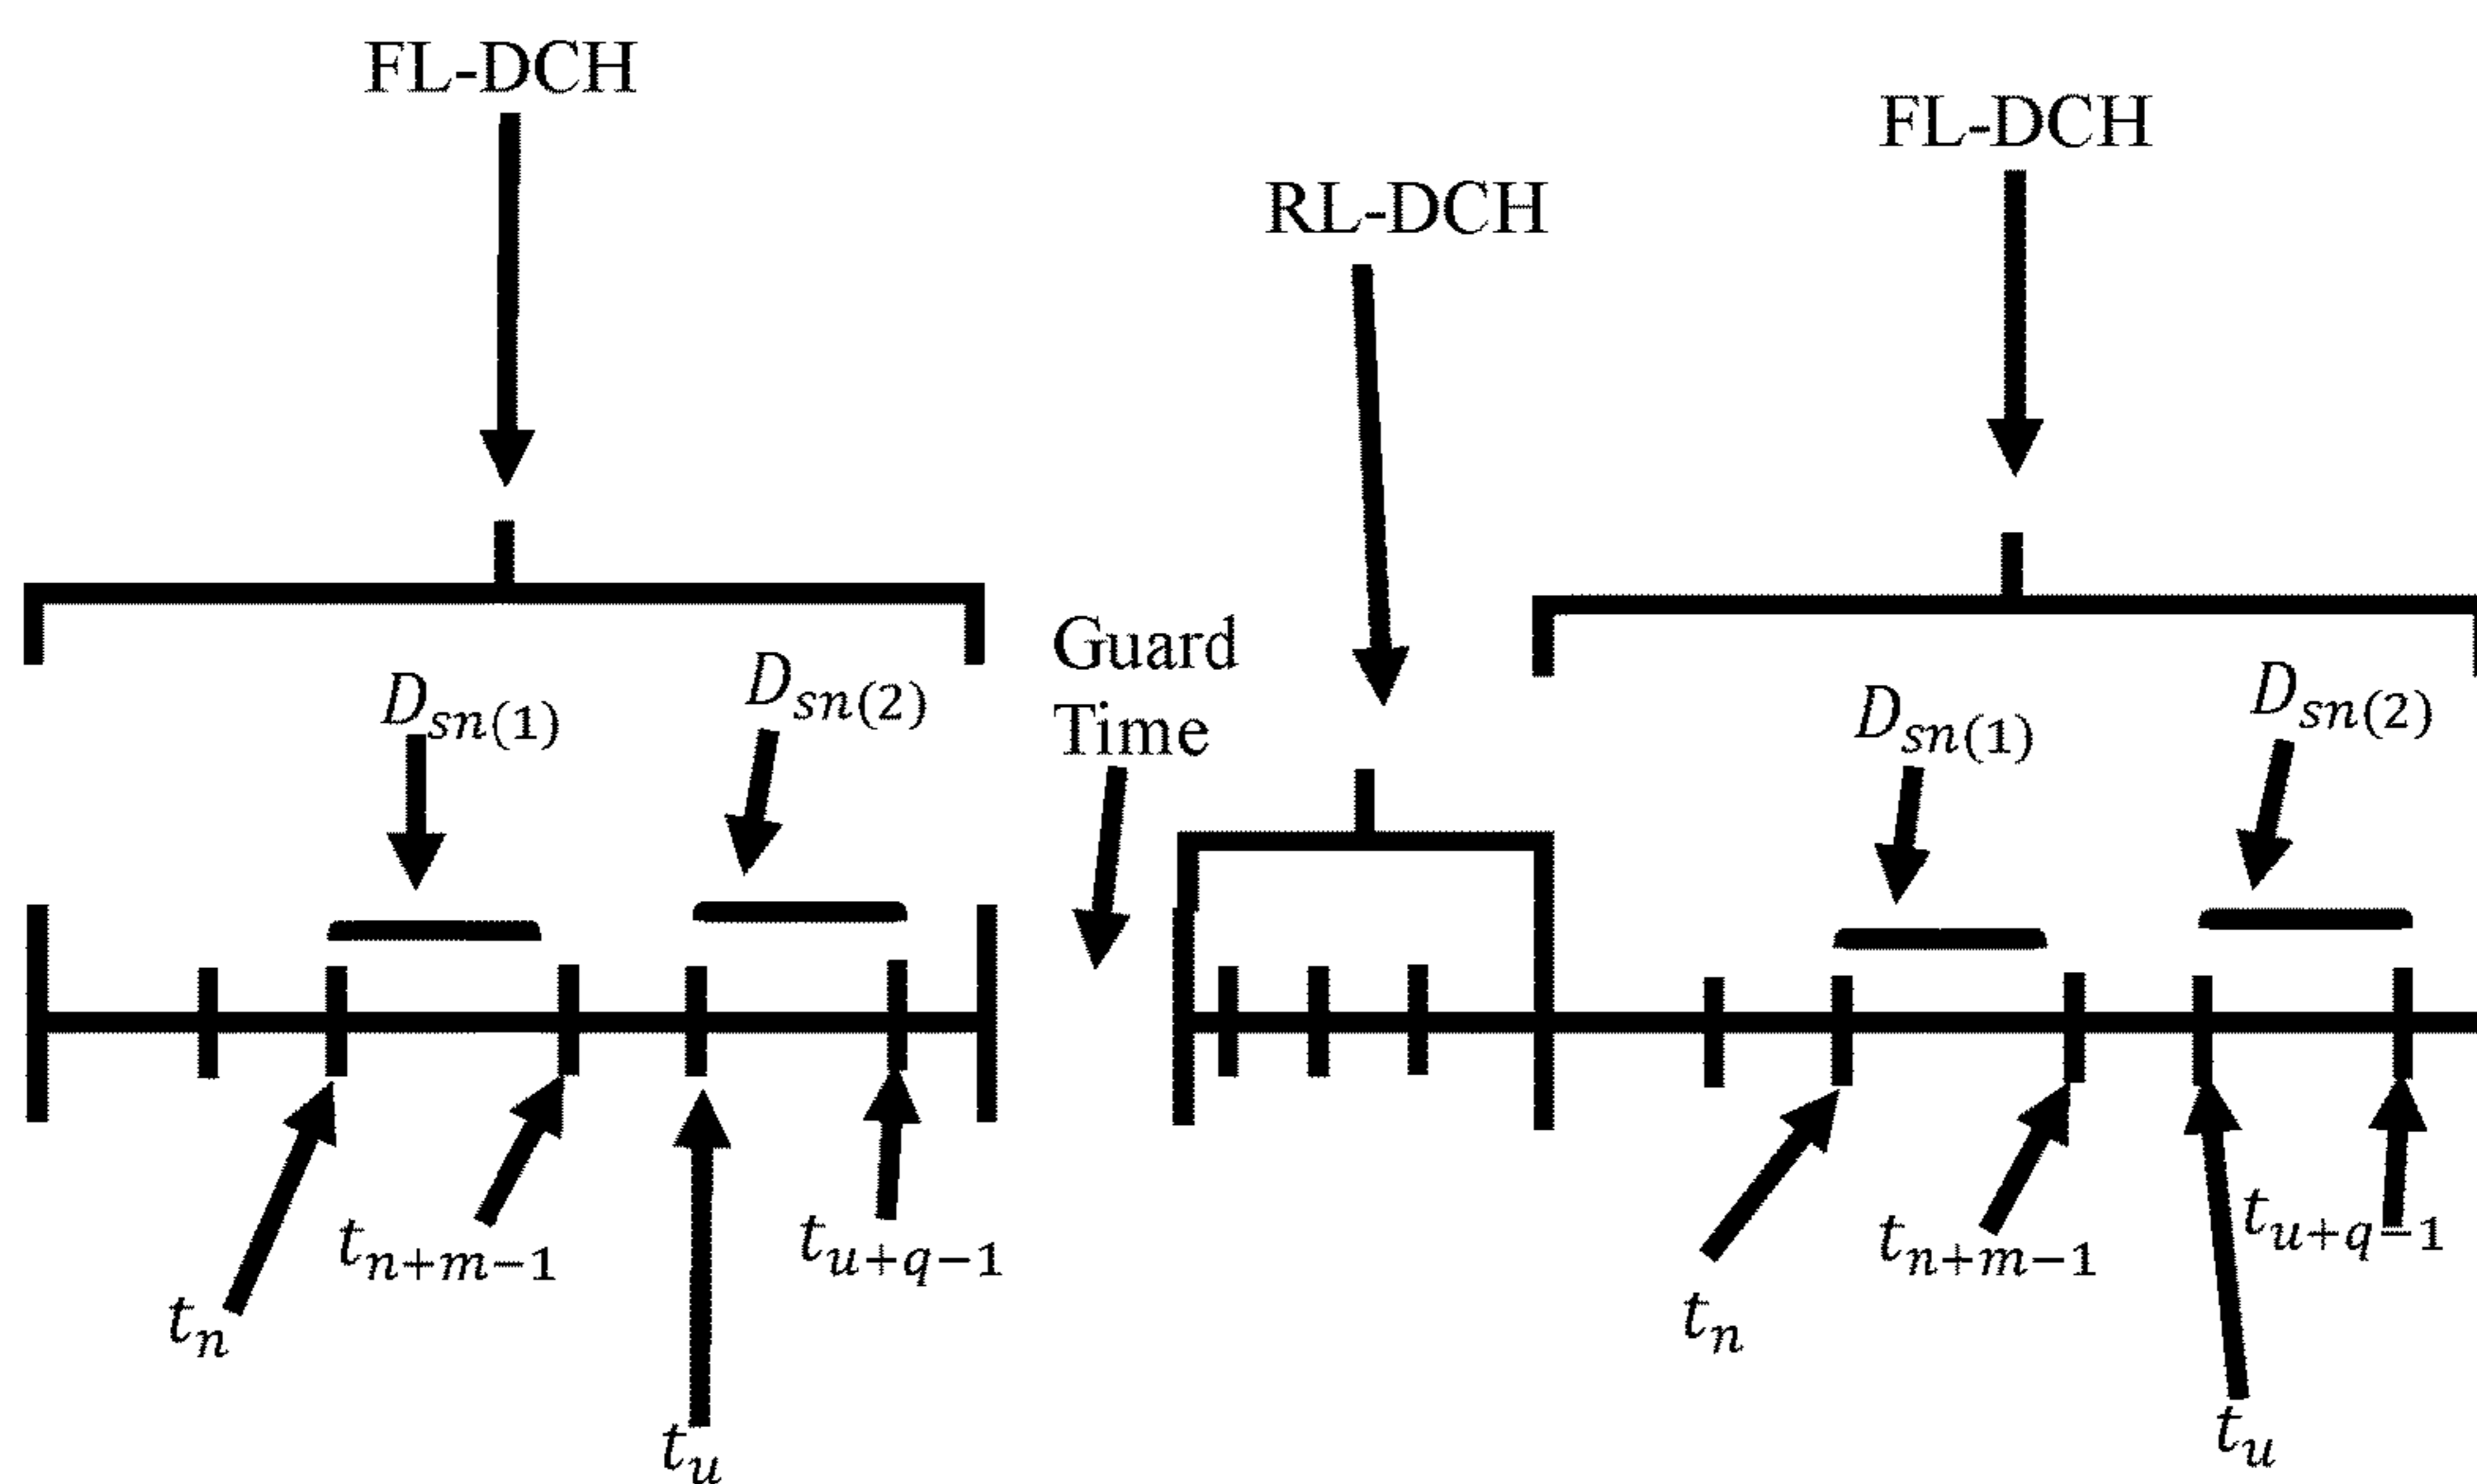 FL-DCH
FL-DCH
RL-DCH
Guard
Time
D_{sn(1)}
D_{sn(2)}
D_{sn(1)}
D_{sn(2)}
t_n
t_{n+m-1}
t_u
t_{u+q-1}
t_n
t_{n+m-1}
t_u
t_{u+q-1}